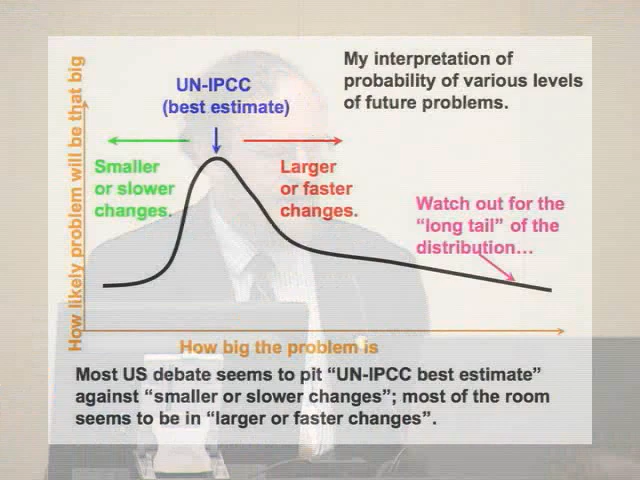 How likely problem will be that big
UN-IPCC
(best estimate)
My interpretation of
probability of various levels
of future problems.
Smaller
or slower
changes.
Larger
or faster
changes.
Watch out for the
“long tail” of the
distribution…
How big the problem is
Most US debate seems to pit “UN-IPCC best estimate”
against “smaller or slower changes”; most of the room
seems to be in “larger or faster changes”.